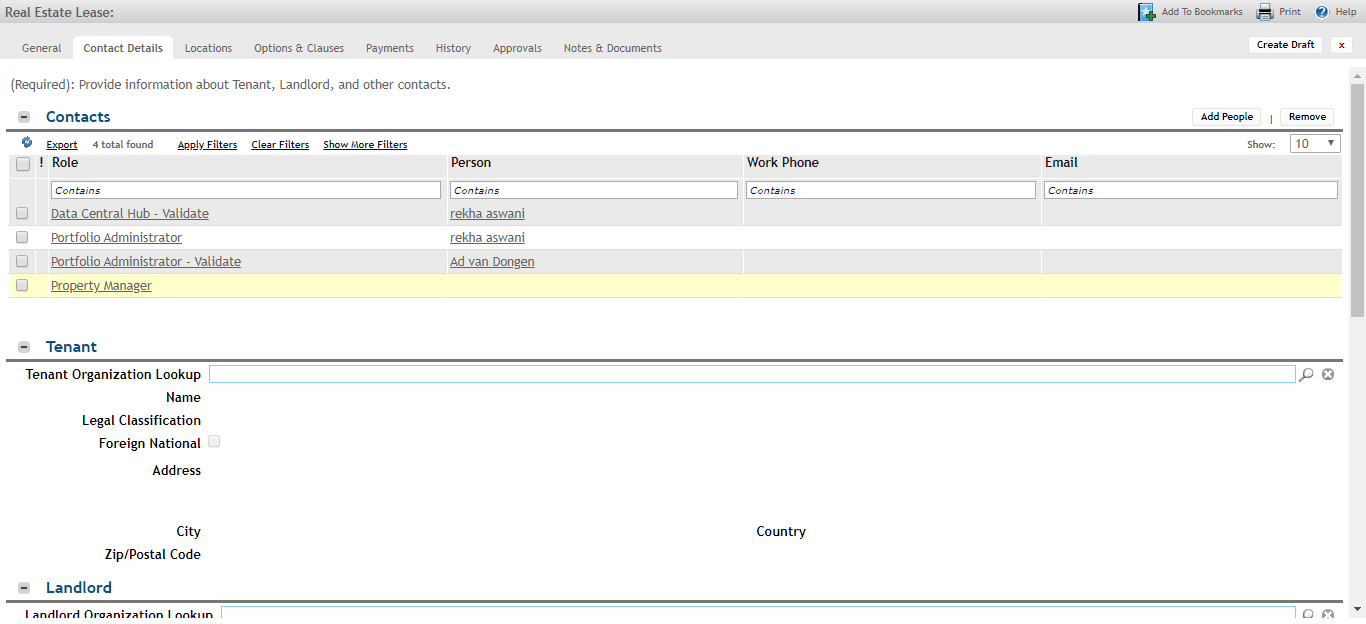 Real Estate Lease:
Add To Bookmarks Print ? Help
General Contact Details Locations Options & Clauses Payments History Approvals Notes & Documents
Create Draft x
(Required): Provide information about Tenant, Landlord, and other contacts.
Contacts
Add People | Remove
Export 4 total found Apply Filters Clear Filters Show More Filters Show: 10
! Role Person Work Phone Email
Contains Contains Contains Contains
Data Central Hub - Validate rekha aswani
Portfolio Administrator rekha aswani
Portfolio Administrator - Validate Ad van Dongen
Property Manager
Tenant
Tenant Organization Lookup
Name
Legal Classification
Foreign National
Address
City Country
Zip/Postal Code
Landlord
Landlord Organization Lookup